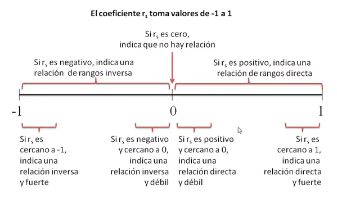 El coeficiente rs toma valores de -1 a 1
Si rs es cero,
indica que no hay relación
Si rs es negativo, indica una
relación de rangos inversa
Si rs es positivo, indica una
relación de rangos directa
-1
0
1
Si rs es
cercano a -1,
indica una
relación inversa
y fuerte
Si rs es negativo
y cercano a 0,
indica una
relación inversa
y débil
Si rs es positivo
y cercano a 0,
indica una
relación directa
y débil
Si rs es
cercano a 1,
indica una
relación directa
y fuerte